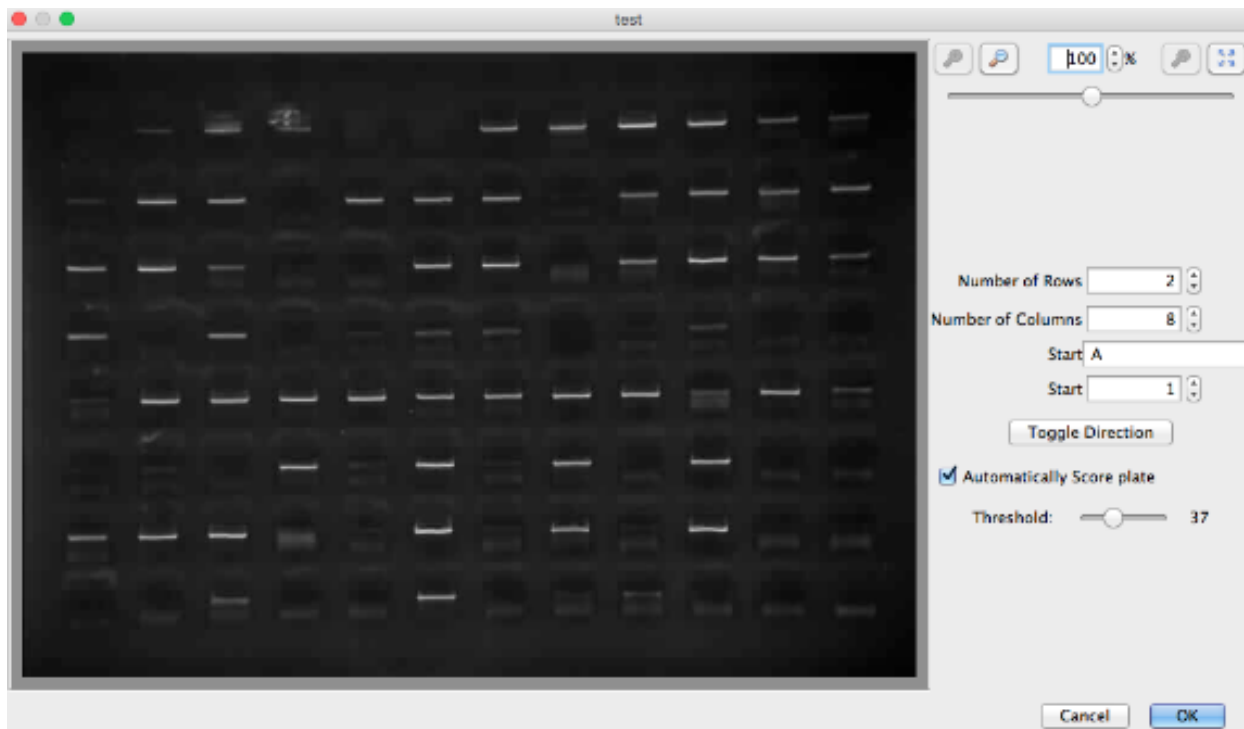 test
100 %
Number of Rows 2
Number of Columns 8
Start A
Start 1
Toggle Direction
Automatically Score plate
Threshold: 37
Cancel OK